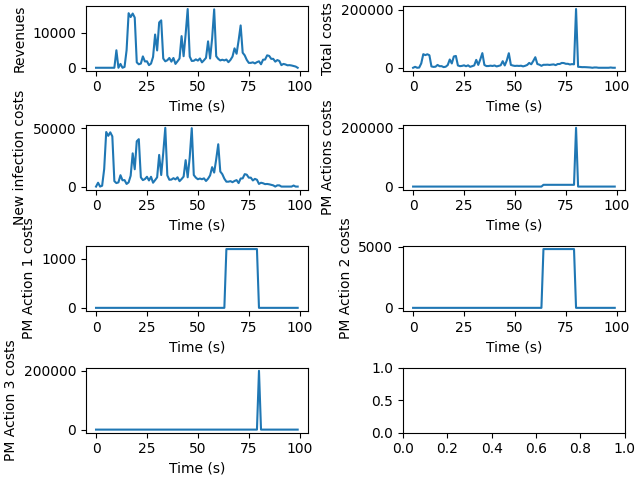 Revenues
10000
0
0 25 50 75 100
Time (s)
Total costs
200000
0
0 25 50 75 100
Time (s)
New infection costs
50000
0
0 25 50 75 100
Time (s)
PM Actions costs
200000
0
0 25 50 75 100
Time (s)
PM Action 1 costs
1000
0
0 25 50 75 100
Time (s)
PM Action 2 costs
5000
0
0 25 50 75 100
Time (s)
PM Action 3 costs
200000
0
0 25 50 75 100
Time (s)
1.0
0.5
0.0
0.0 0.2 0.4 0.6 0.8 1.0